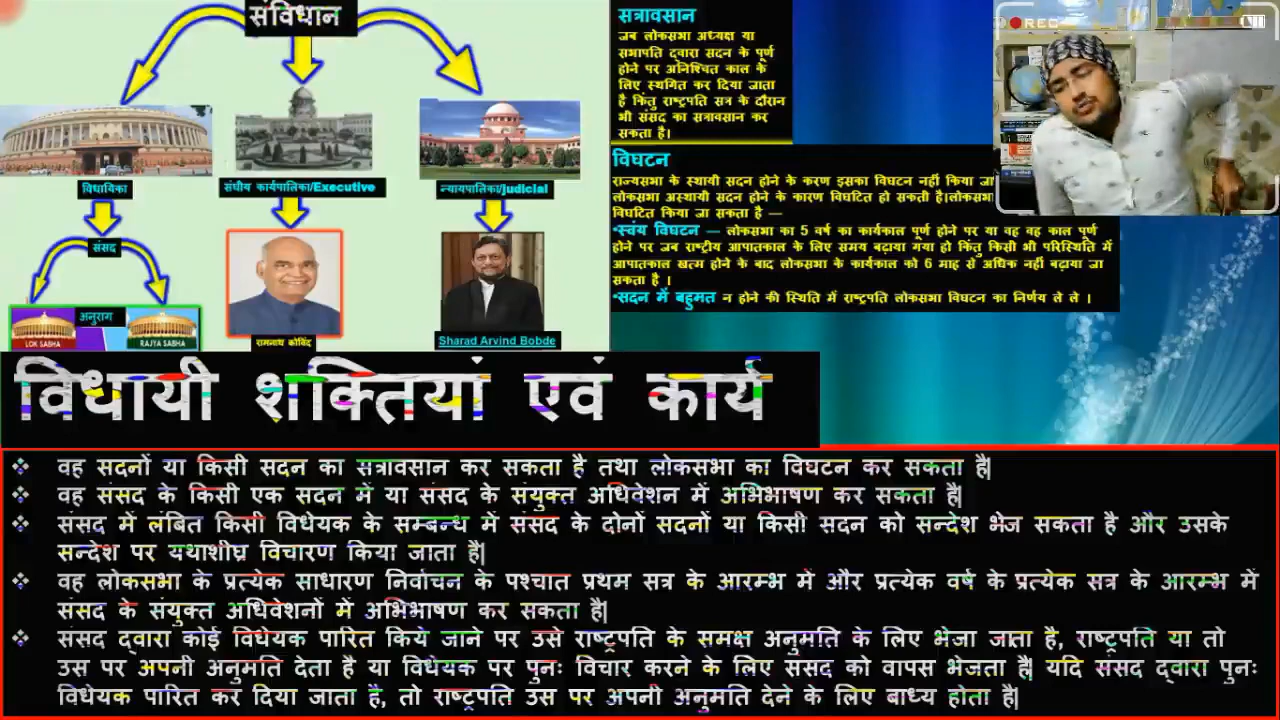 संविधान
विधायिका
संघीय कार्यपालिका/Executive
न्यायपालिका/Judicial
संसद
अनुराग
LOK SABHA
RAJYA SABHA
रामनाथ कोविंद
Sharad Arvind Bobde
सत्रावसान
जब लोकसभा अध्यक्ष या
सभापति द्वारा सदन के पूर्ण
होने पर अनिश्चित काल के
लिए स्थगित कर दिया जाता
है किंतु राष्ट्रपति सत्र के दौरान
भी संसद का सत्रावसान कर
सकता है।
विघटन
राज्यसभा के स्थायी सदन होने के करण इसका विघटन नहीं किया जा
लोकसभा अस्थायी सदन होने के कारण विघटित हो सकती है।लोकसभा
विघटित किया जा सकता है —
•स्वंय विघटन — लोकसभा का 5 वर्ष का कार्यकाल पूर्ण होने पर या वह वह काल पूर्ण
होने पर जब राष्ट्रीय आपातकाल के लिए समय बढ़ाया गया हो किंतु किसी भी परिस्थिति में
आपातकाल खत्म होने के बाद लोकसभा के कार्यकाल को 6 माह से अधिक नहीं बढ़ाया जा
सकता है ।
•सदन में बहुमत न होने की स्थिति में राष्ट्रपति लोकसभा विघटन का निर्णय ले ले ।
REC
विधायी शक्तियां एवं कार्य
❖ वह सदनों या किसी सदन का सत्रावसान कर सकता है तथा लोकसभा का विघटन कर सकता है|
❖ वह संसद के किसी एक सदन में या संसद के संयुक्त अधिवेशन में अभिभाषण कर सकता है|
❖ संसद में लंबित किसी विधेयक के सम्बन्ध में संसद के दोनों सदनों या किसी सदन को सन्देश भेज सकता है और उसके
सन्देश पर यथाशीघ्र विचारण किया जाता है|
❖ वह लोकसभा के प्रत्येक साधारण निर्वाचन के पश्चात प्रथम सत्र के आरम्भ में और प्रत्येक वर्ष के प्रत्येक सत्र के आरम्भ में
संसद के संयुक्त अधिवेशनों में अभिभाषण कर सकता है|
❖ संसद द्वारा कोई विधेयक पारित किये जाने पर उसे राष्ट्रपति के समक्ष अनुमति के लिए भेजा जाता है, राष्ट्रपति या तो
उस पर अपनी अनुमति देता है या विधेयक पर पुनः विचार करने के लिए संसद को वापस भेजता है| यदि संसद द्वारा पुनः
विधेयक पारित कर दिया जाता है, तो राष्ट्रपति उस पर अपनी अनुमति देने के लिए बाध्य होता है|